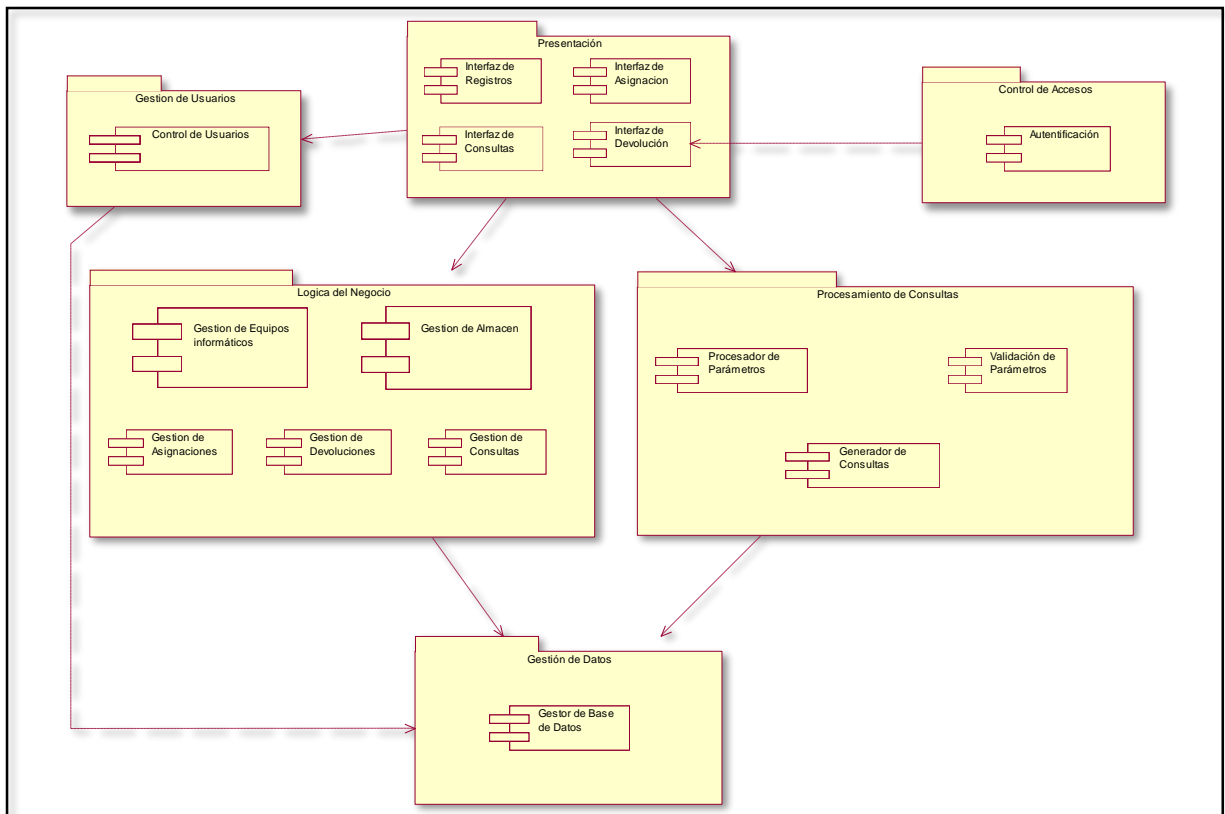 Presentación
Interfaz de
Registros
Interfaz de
Asignacion
Interfaz de
Consultas
Interfaz de
Devolución
Gestion de Usuarios
Control de Usuarios
Control de Accesos
Autentificación
Logica del Negocio
Gestion de Equipos
informáticos
Gestion de Almacen
Gestion de
Asignaciones
Gestion de
Devoluciones
Gestion de
Consultas
Procesamiento de Consultas
Procesador de
Parámetros
Validación de
Parámetros
Generador de
Consultas
Gestión de Datos
Gestor de Base
de Datos